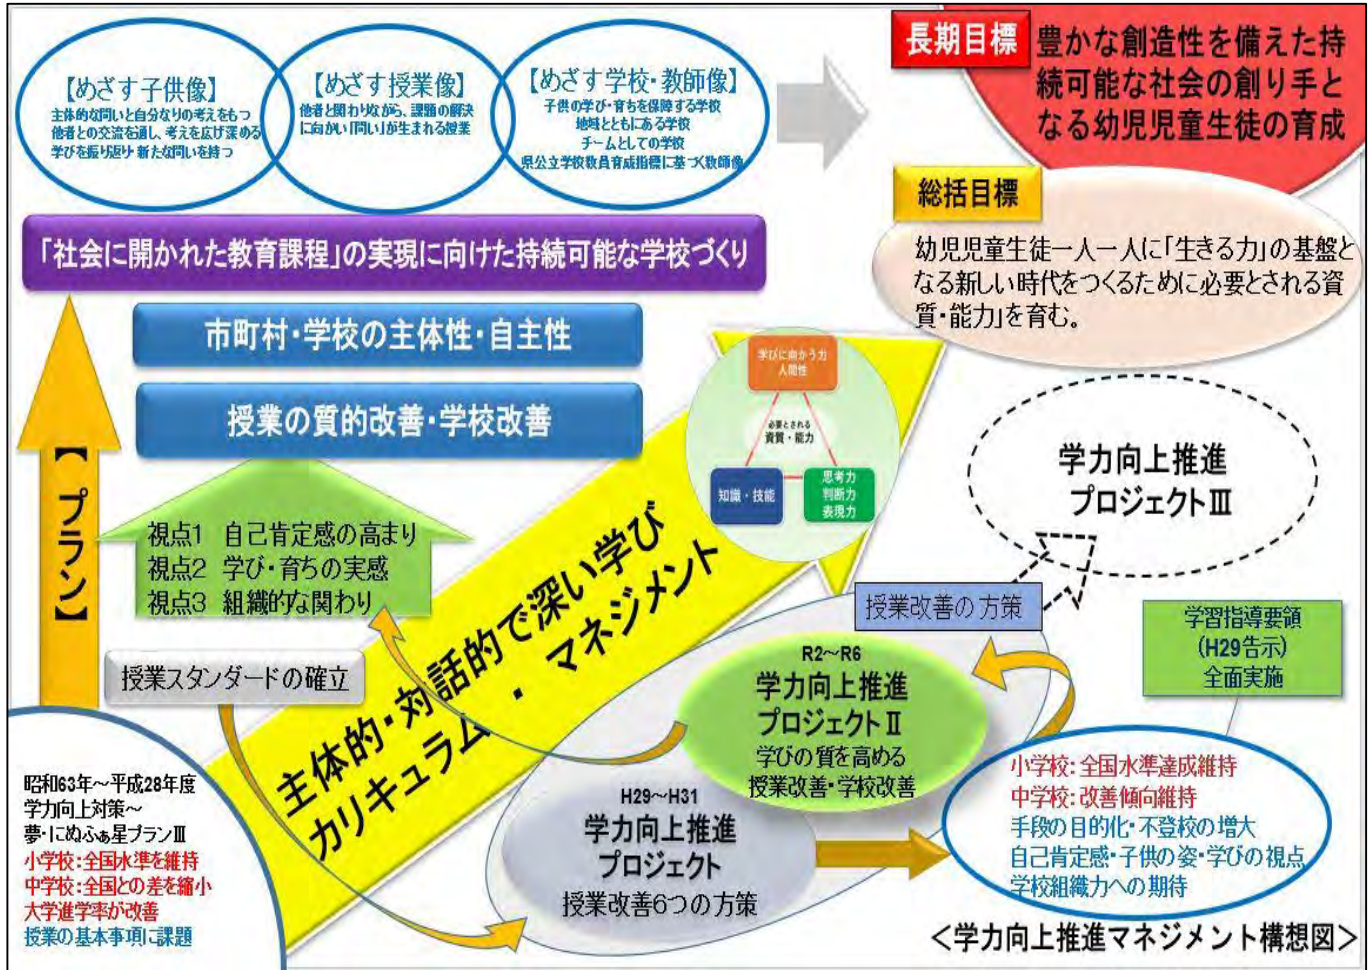 【めざす子供像】
主体的な問いと自分なりの考えをもつ
他者との交流を通し、考えを広げ深める
学びを振り返り 新たな問いを持つ
【めざす授業像】
他者と関わりながら、課題の解決
に向かい「問い」が生まれる授業
【めざす学校・教師像】
子供の学び・育ちを保障する学校
地域とともにある学校
チームとしての学校
県公立学校教員育成指標に基づく教師像
長期目標
豊かな創造性を備えた持
続可能な社会の創り手と
なる幼児児童生徒の育成
総括目標
幼児児童生徒一人一人に「生きる力」の基盤と
なる新しい時代をつくるために必要とされる資
質・能力」を育む。
「社会に開かれた教育課程」の実現に向けた持続可能な学校づくり
市町村・学校の主体性・自主性
授業の質的改善・学校改善
【プラン】
視点1 自己肯定感の高まり
視点2 学び・育ちの実感
視点3 組織的な関わり
学びに向かう力
人間性
必要とされる
資質・能力
知識・技能
思考力
判断力
表現力
主体的・対話的で深い学び
カリキュラム・マネジメント
学力向上推進
プロジェクトⅢ
授業改善の方策
学習指導要領
(H29告示)
全面実施
授業スタンダードの確立
R2～R6
学力向上推進
プロジェクトⅡ
学びの質を高める
授業改善・学校改善
H29～H31
学力向上推進
プロジェクト
授業改善6つの方策
昭和63年～平成28年度
学力向上対策～
夢・にぬふぁ星プランⅢ
小学校:全国水準を維持
中学校:全国との差を縮小
大学進学率が改善
授業の基本事項に課題
小学校:全国水準達成維持
中学校:改善傾向維持
手段の目的化・不登校の増大
自己肯定感・子供の姿・学びの視点
学校組織力への期待
＜学力向上推進マネジメント構想図＞